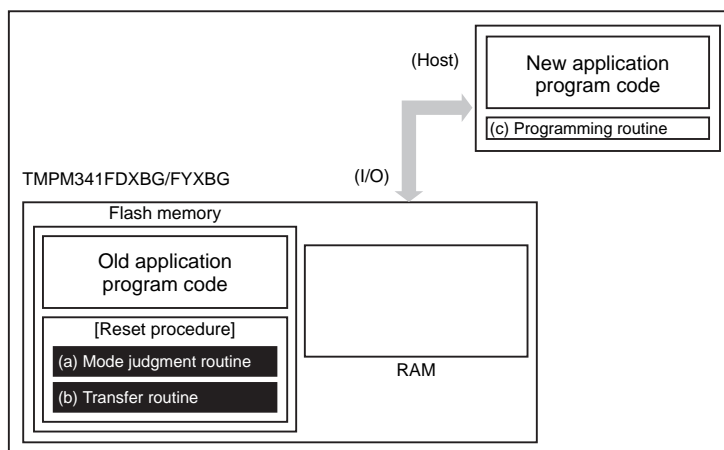 (Host)
New application
program code
(c) Programming routine
(I/O)
TMPM341FDXBG/FYXBG
Flash memory
Old application
program code
[Reset procedure]
(a) Mode judgment routine
(b) Transfer routine
RAM